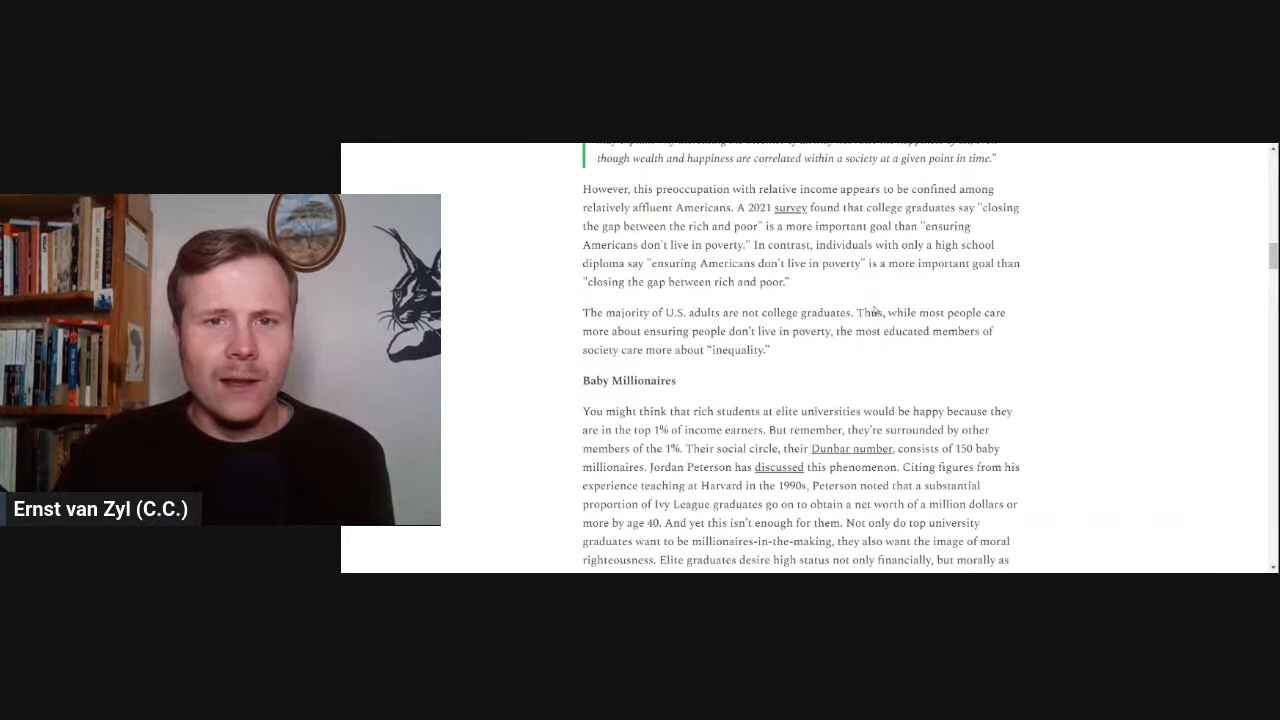 though wealth and happiness are correlated within a society at a given point in time."
However, this preoccupation with relative income appears to be confined among
relatively affluent Americans. A 2021 survey found that college graduates say "closing
the gap between the rich and poor" is a more important goal than "ensuring
Americans don't live in poverty." In contrast, individuals with only a high school
diploma say "ensuring Americans don't live in poverty" is a more important goal than
"closing the gap between rich and poor."
The majority of U.S. adults are not college graduates. Thus, while most people care
more about ensuring people don't live in poverty, the most educated members of
society care more about “inequality.”
Baby Millionaires
You might think that rich students at elite universities would be happy because they
are in the top 1% of income earners. But remember, they're surrounded by other
members of the 1%. Their social circle, their Dunbar number, consists of 150 baby
millionaires. Jordan Peterson has discussed this phenomenon. Citing figures from his
experience teaching at Harvard in the 1990s, Peterson noted that a substantial
proportion of Ivy League graduates go on to obtain a net worth of a million dollars or
more by age 40. And yet this isn't enough for them. Not only do top university
graduates want to be millionaires-in-the-making, they also want the image of moral
righteousness. Elite graduates desire high status not only financially, but morally as
Ernst van Zyl (C.C.)